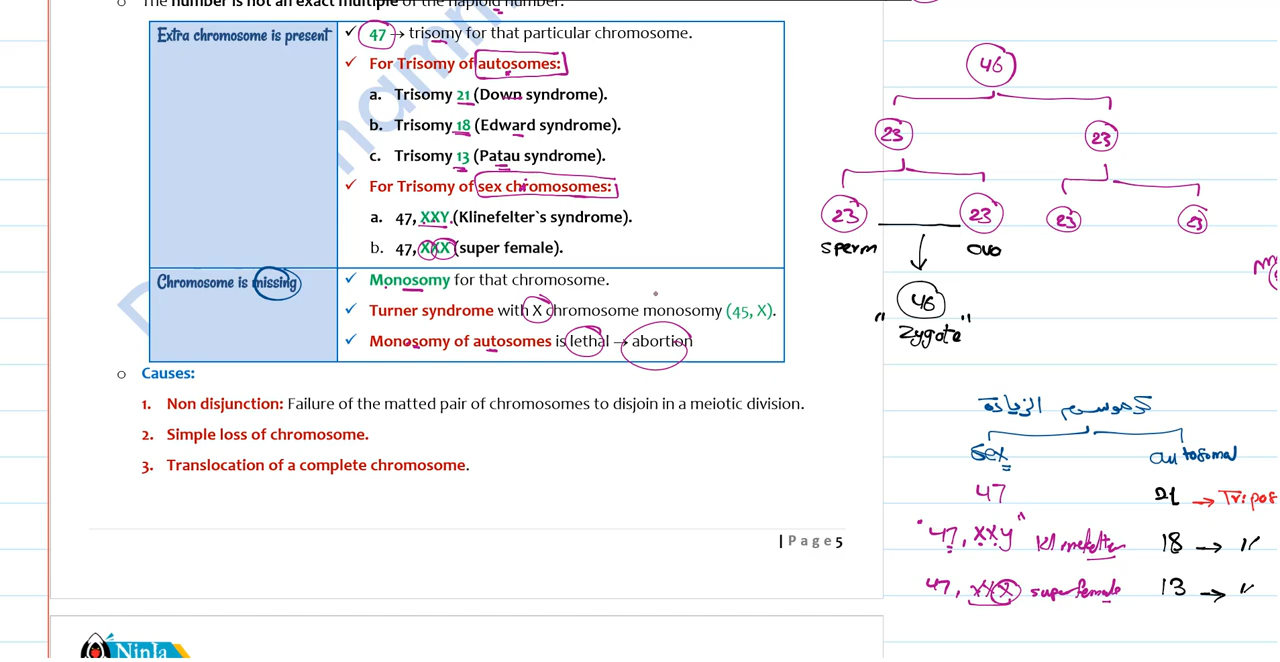 o The number is not an exact multiple of the haploid number.
Extra chromosome is present
✓ 47 → trisomy for that particular chromosome.
✓ For Trisomy of autosomes:
a. Trisomy 21 (Down syndrome).
b. Trisomy 18 (Edward syndrome).
c. Trisomy 13 (Patau syndrome).
✓ For Trisomy of sex chromosomes:
a. 47, XXY (Klinefelter`s syndrome).
b. 47, XXX (super female).
Chromosome is missing
✓ Monosomy for that chromosome.
✓ Turner syndrome with X chromosome monosomy (45, X).
✓ Monosomy of autosomes is lethal → abortion
o Causes:
1. Non disjunction: Failure of the matted pair of chromosomes to disjoin in a meiotic division.
2. Simple loss of chromosome.
3. Translocation of a complete chromosome.
| Page 5
Ninja
46
23 23
23 23 23 23
sperm ovo
46
"Zygote"
الزيادة
sex autosomal
47 21 →
"47, XXY" 18 → "
47, XXX superfemale 13 → "